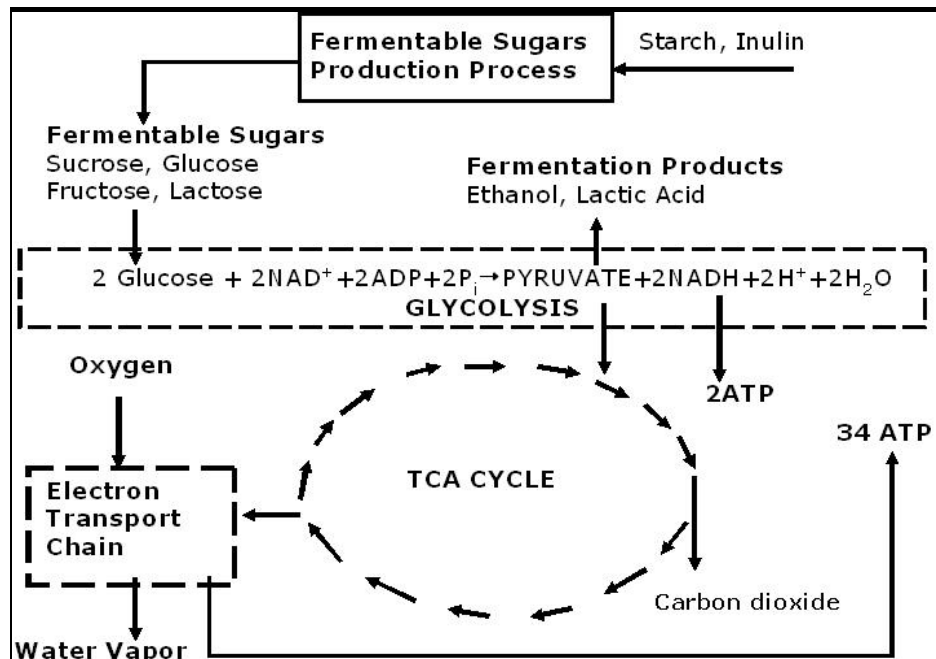 Fermentable Sugars
Production Process
Starch, Inulin
Fermentable Sugars
Sucrose, Glucose
Fructose, Lactose
Fermentation Products
Ethanol, Lactic Acid
2 Glucose + 2NAD⁺+2ADP+2Pᵢ→PYRUVATE+2NADH+2H⁺+2H₂O
GLYCOLYSIS
Oxygen
2ATP
34 ATP
TCA CYCLE
Electron
Transport
Chain
Carbon dioxide
Water Vapor